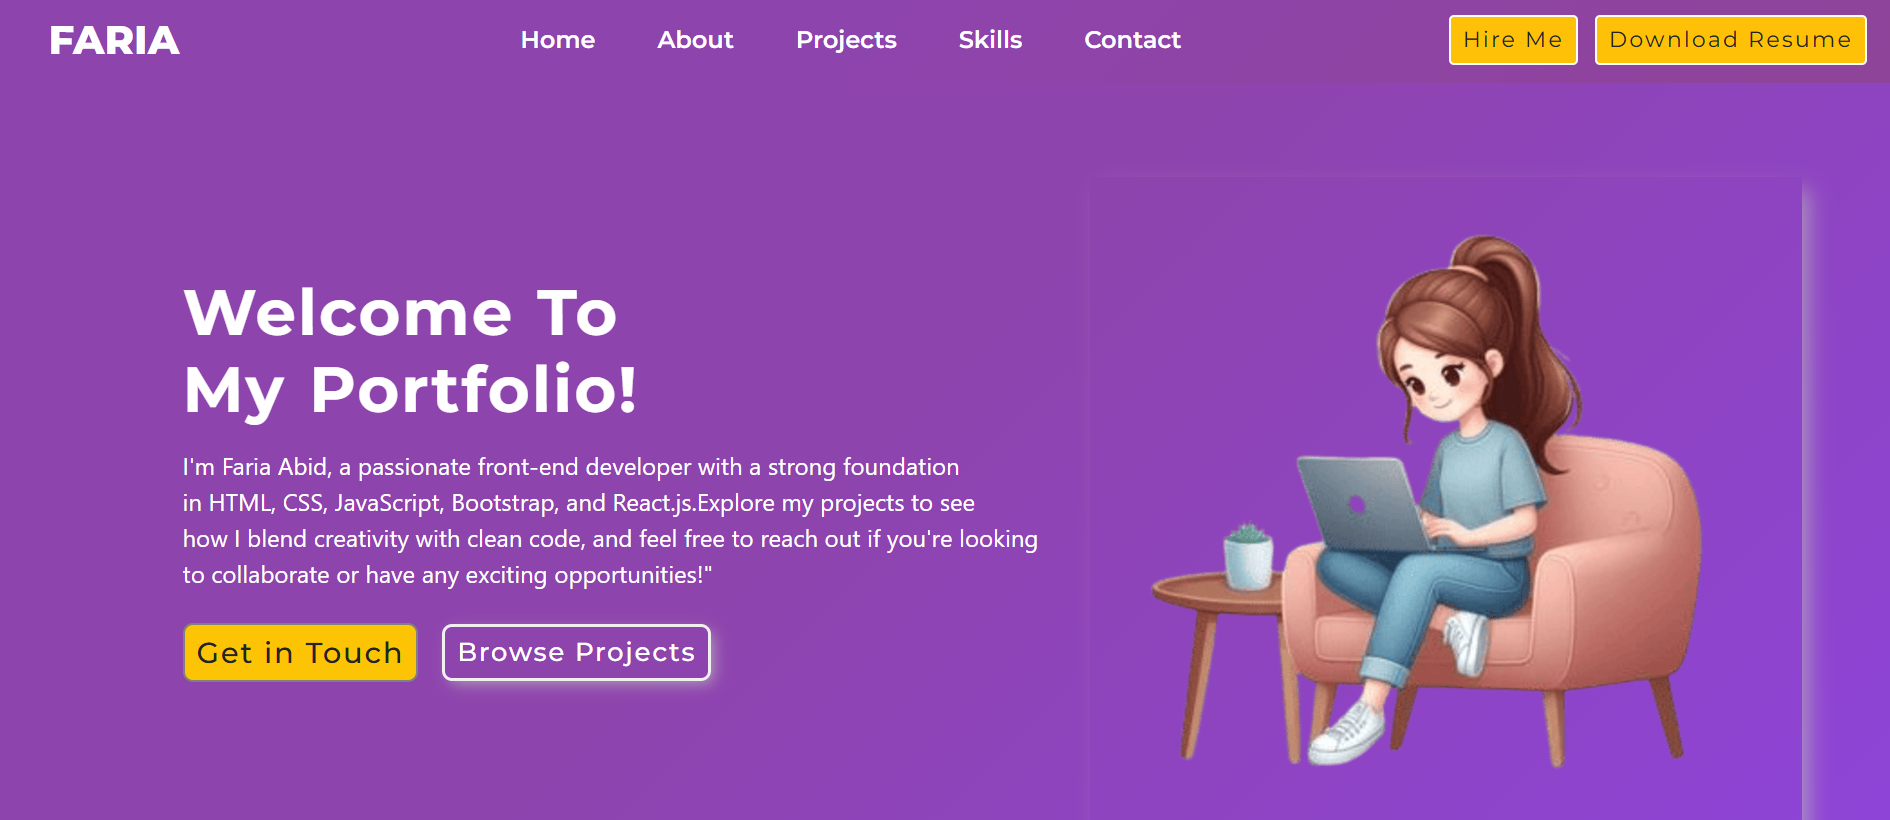 FARIA
Home About Projects Skills Contact
Hire Me Download Resume
Welcome To
My Portfolio!
I'm Faria Abid, a passionate front-end developer with a strong foundation
in HTML, CSS, JavaScript, Bootstrap, and React.js.Explore my projects to see
how I blend creativity with clean code, and feel free to reach out if you're looking
to collaborate or have any exciting opportunities!"
Get in Touch Browse Projects